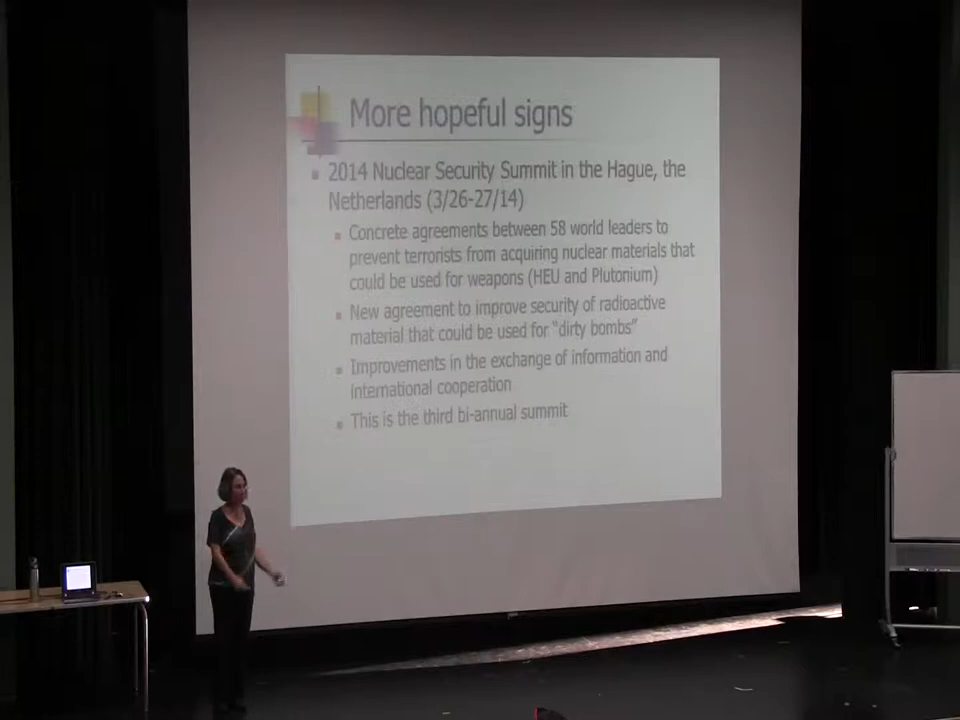 More hopeful signs
2014 Nuclear Security Summit in the Hague, the
Netherlands (3/26-27/14)
Concrete agreements between 58 world leaders to
prevent terrorists from acquiring nuclear materials that
could be used for weapons (HEU and Plutonium)
New agreement to improve security of radioactive
material that could be used for “dirty bombs”
Improvements in the exchange of information and
international cooperation
This is the third bi-annual summit